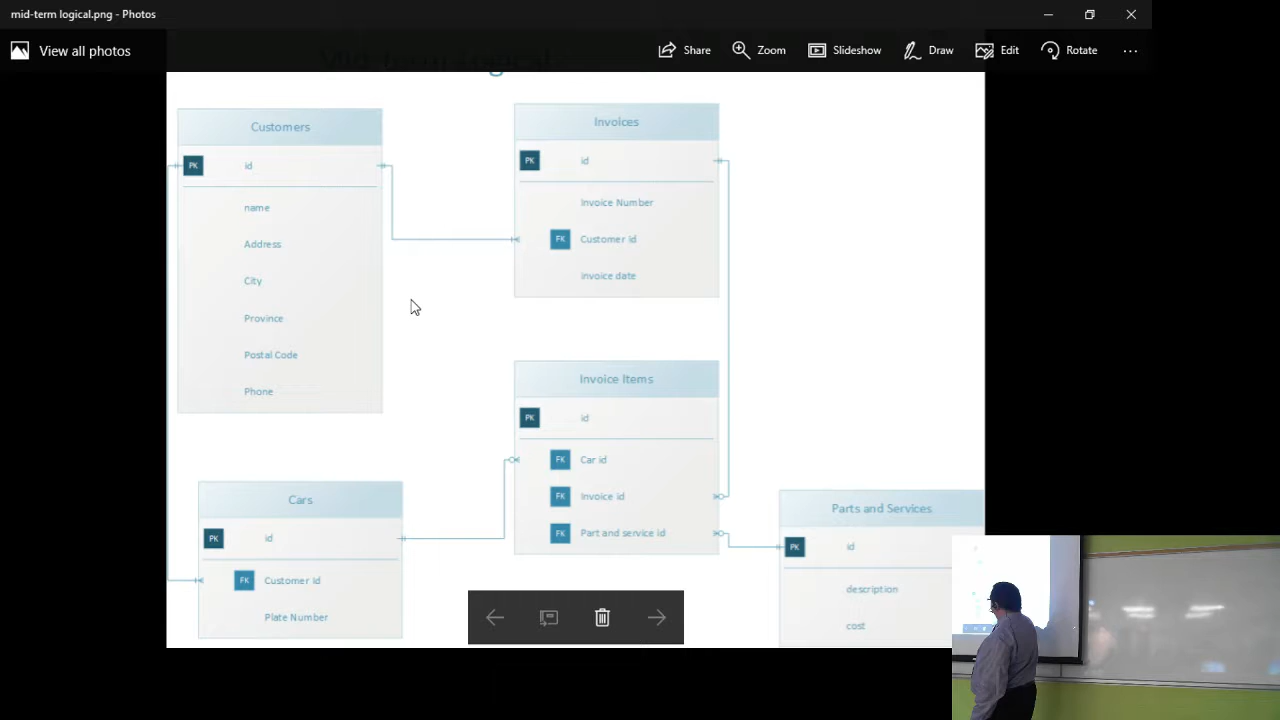 mid-term logical.png - Photos
View all photos
Share
Zoom
Slideshow
Draw
Edit
Rotate
Customers
PK id
name
Address
City
Province
Postal Code
Phone
Invoices
PK id
Invoice Number
FK Customer id
invoice date
Invoice Items
PK id
FK Car id
FK Invoice id
FK Part and service id
Cars
PK id
FK Customer Id
Plate Number
Parts and Services
PK id
description
cost